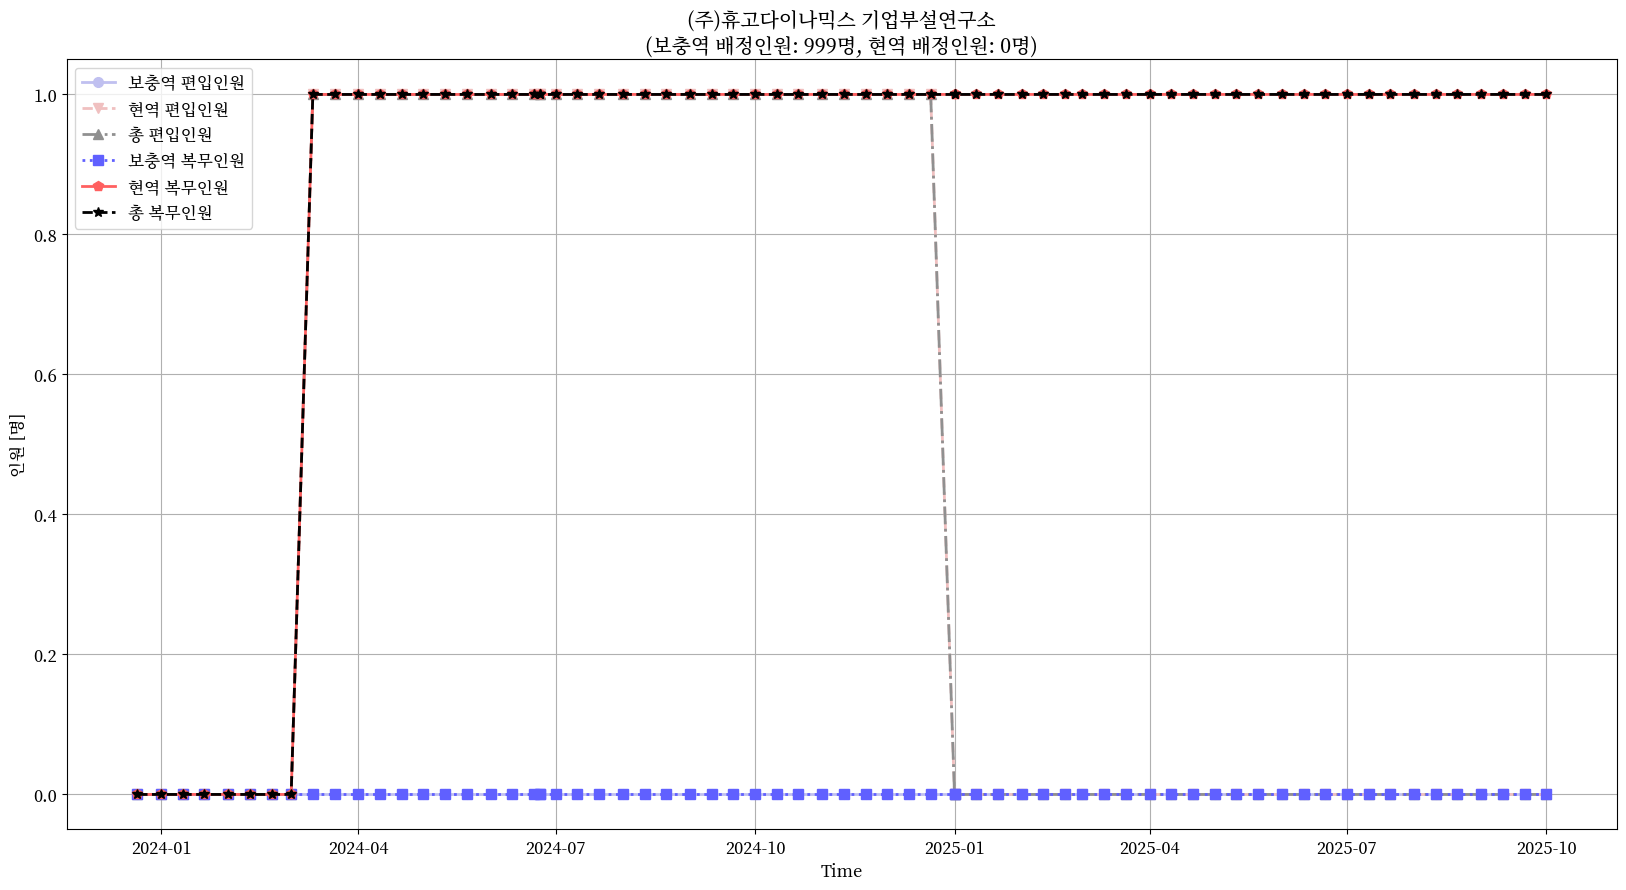 (주)휴고다이나믹스 기업부설연구소
(보충역 배정인원: 999명, 현역 배정인원: 0명)
보충역 편입인원
현역 편입인원
총 편입인원
보충역 복무인원
현역 복무인원
총 복무인원
1.0
0.8
0.6
0.4
0.2
0.0
인원 [명]
2024-01
2024-04
2024-07
2024-10
2025-01
2025-04
2025-07
2025-10
Time